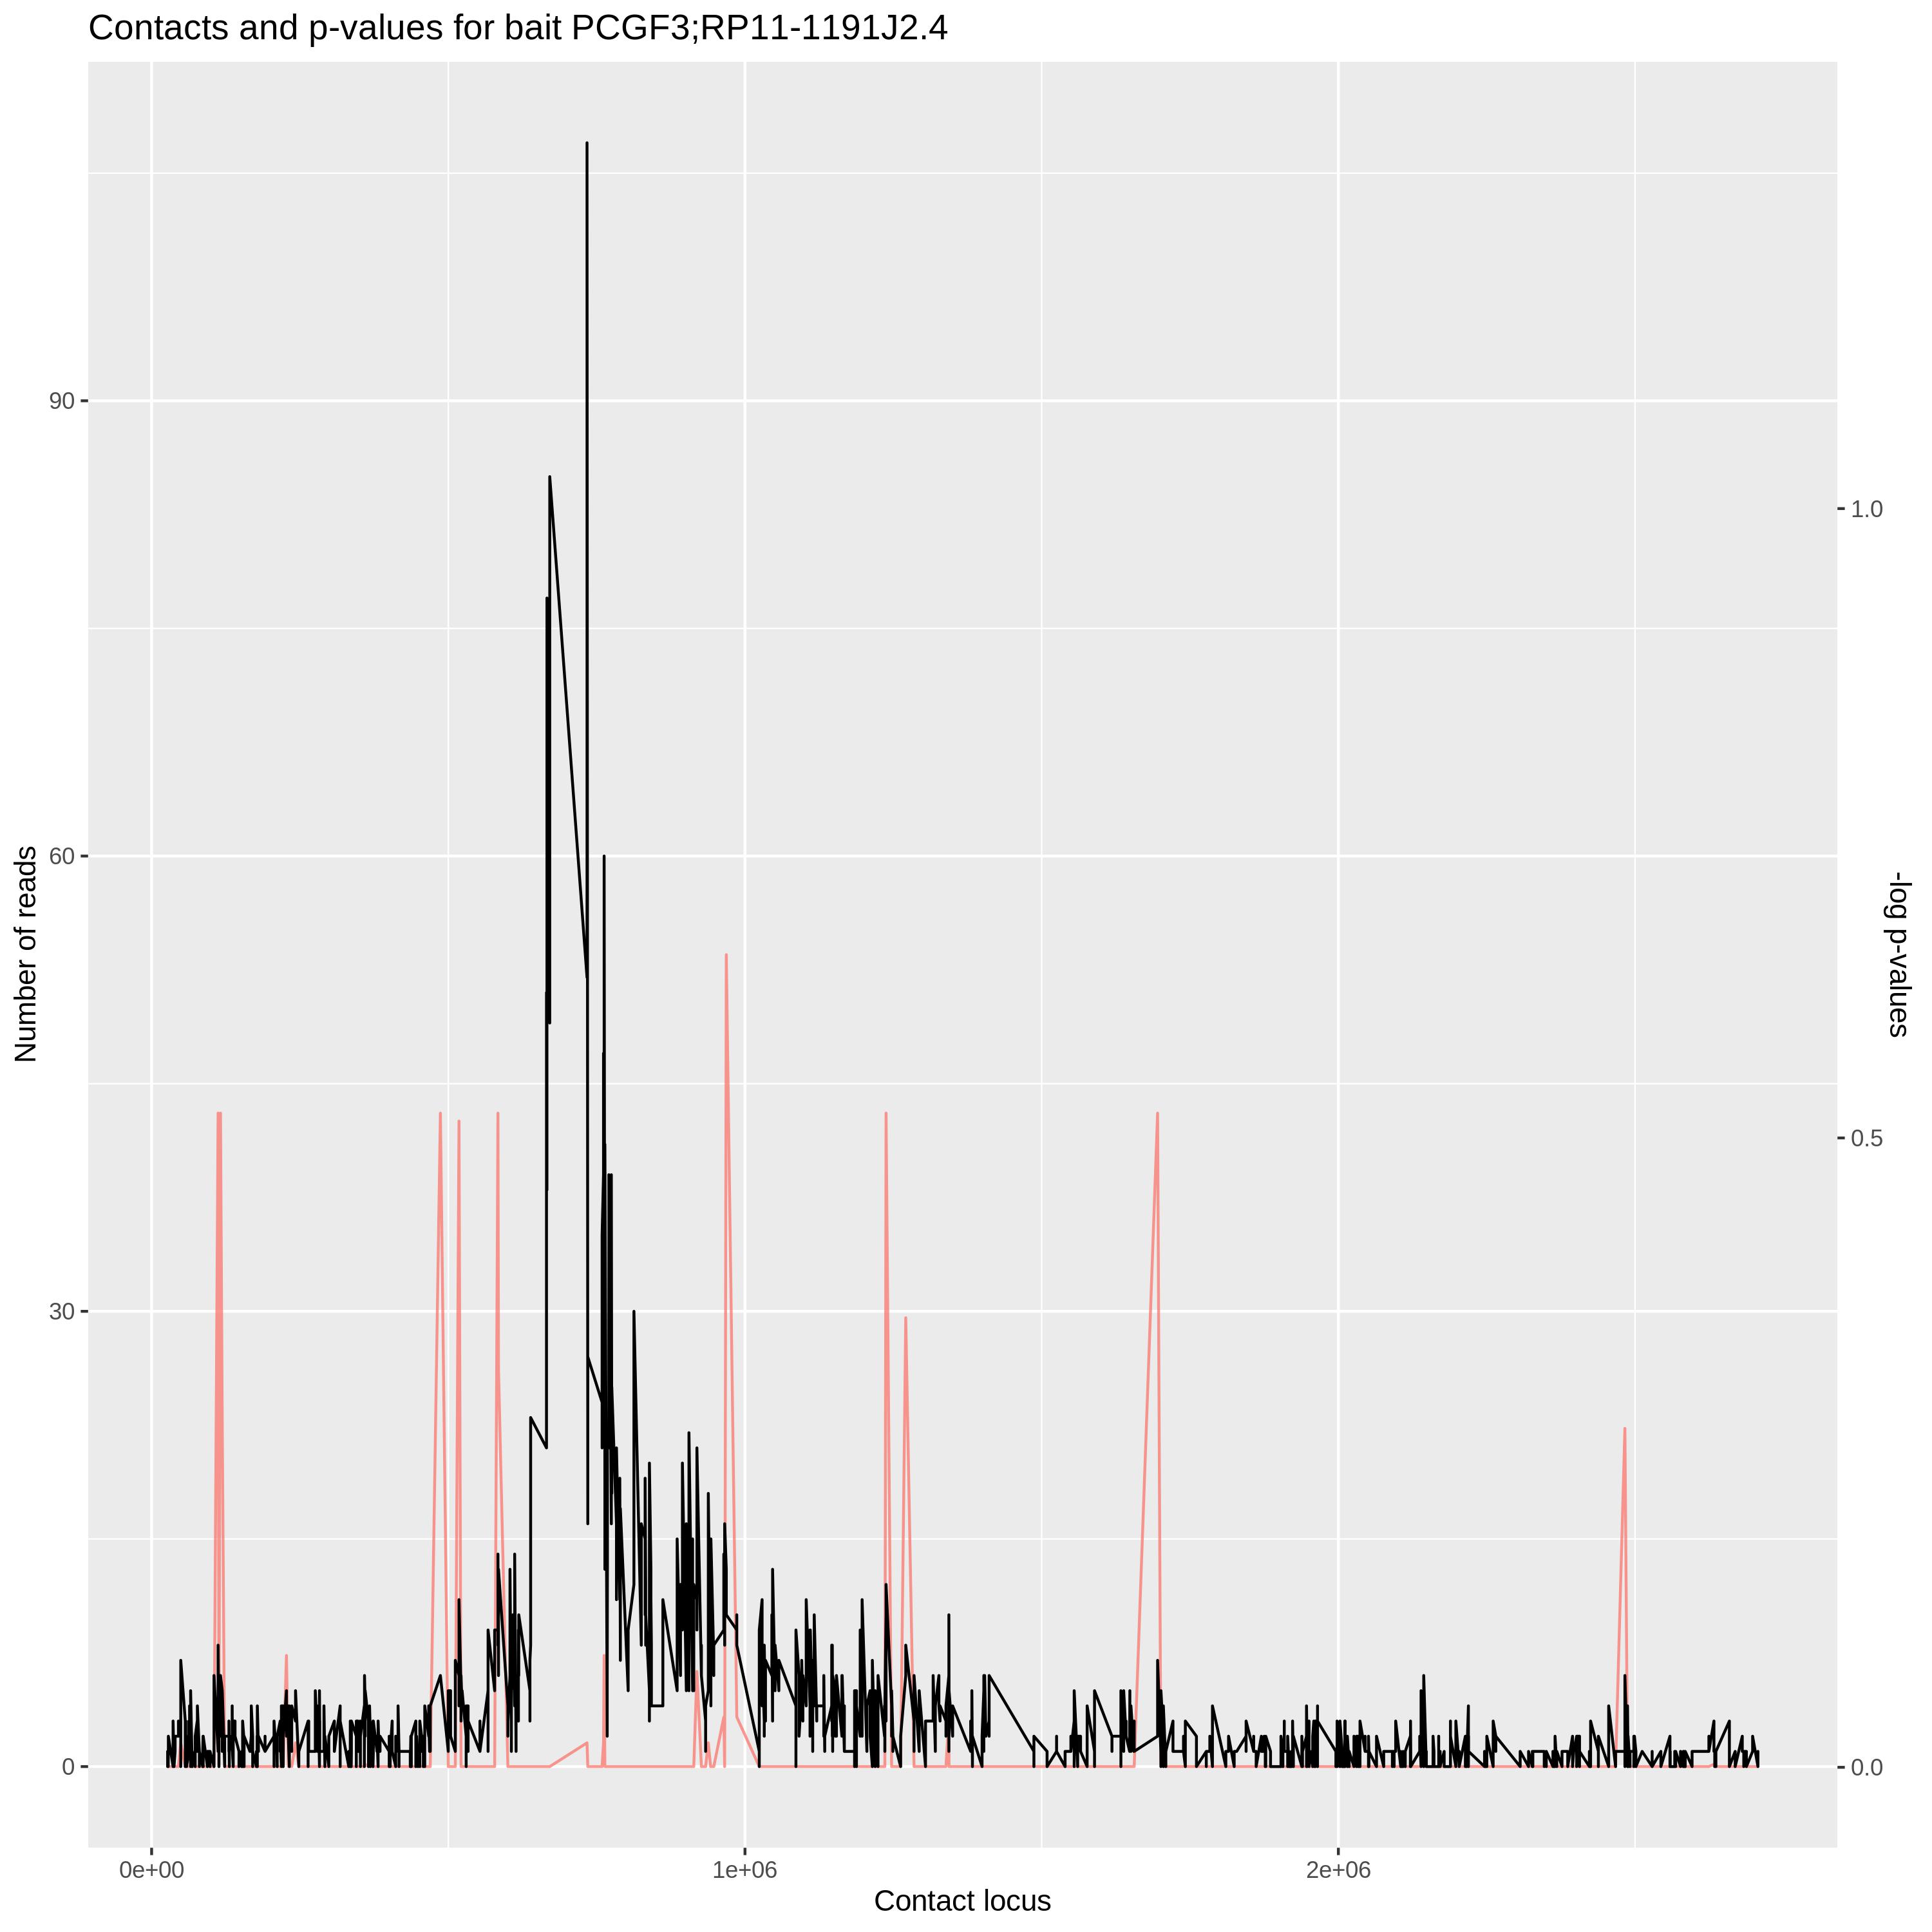 Contacts and p-values for bait PCGF3;RP11-1191J2.4
90
60
30
0
1.0
0.5
0.0
Number of reads
-log p-values
0e+00
1e+06
2e+06
Contact locus